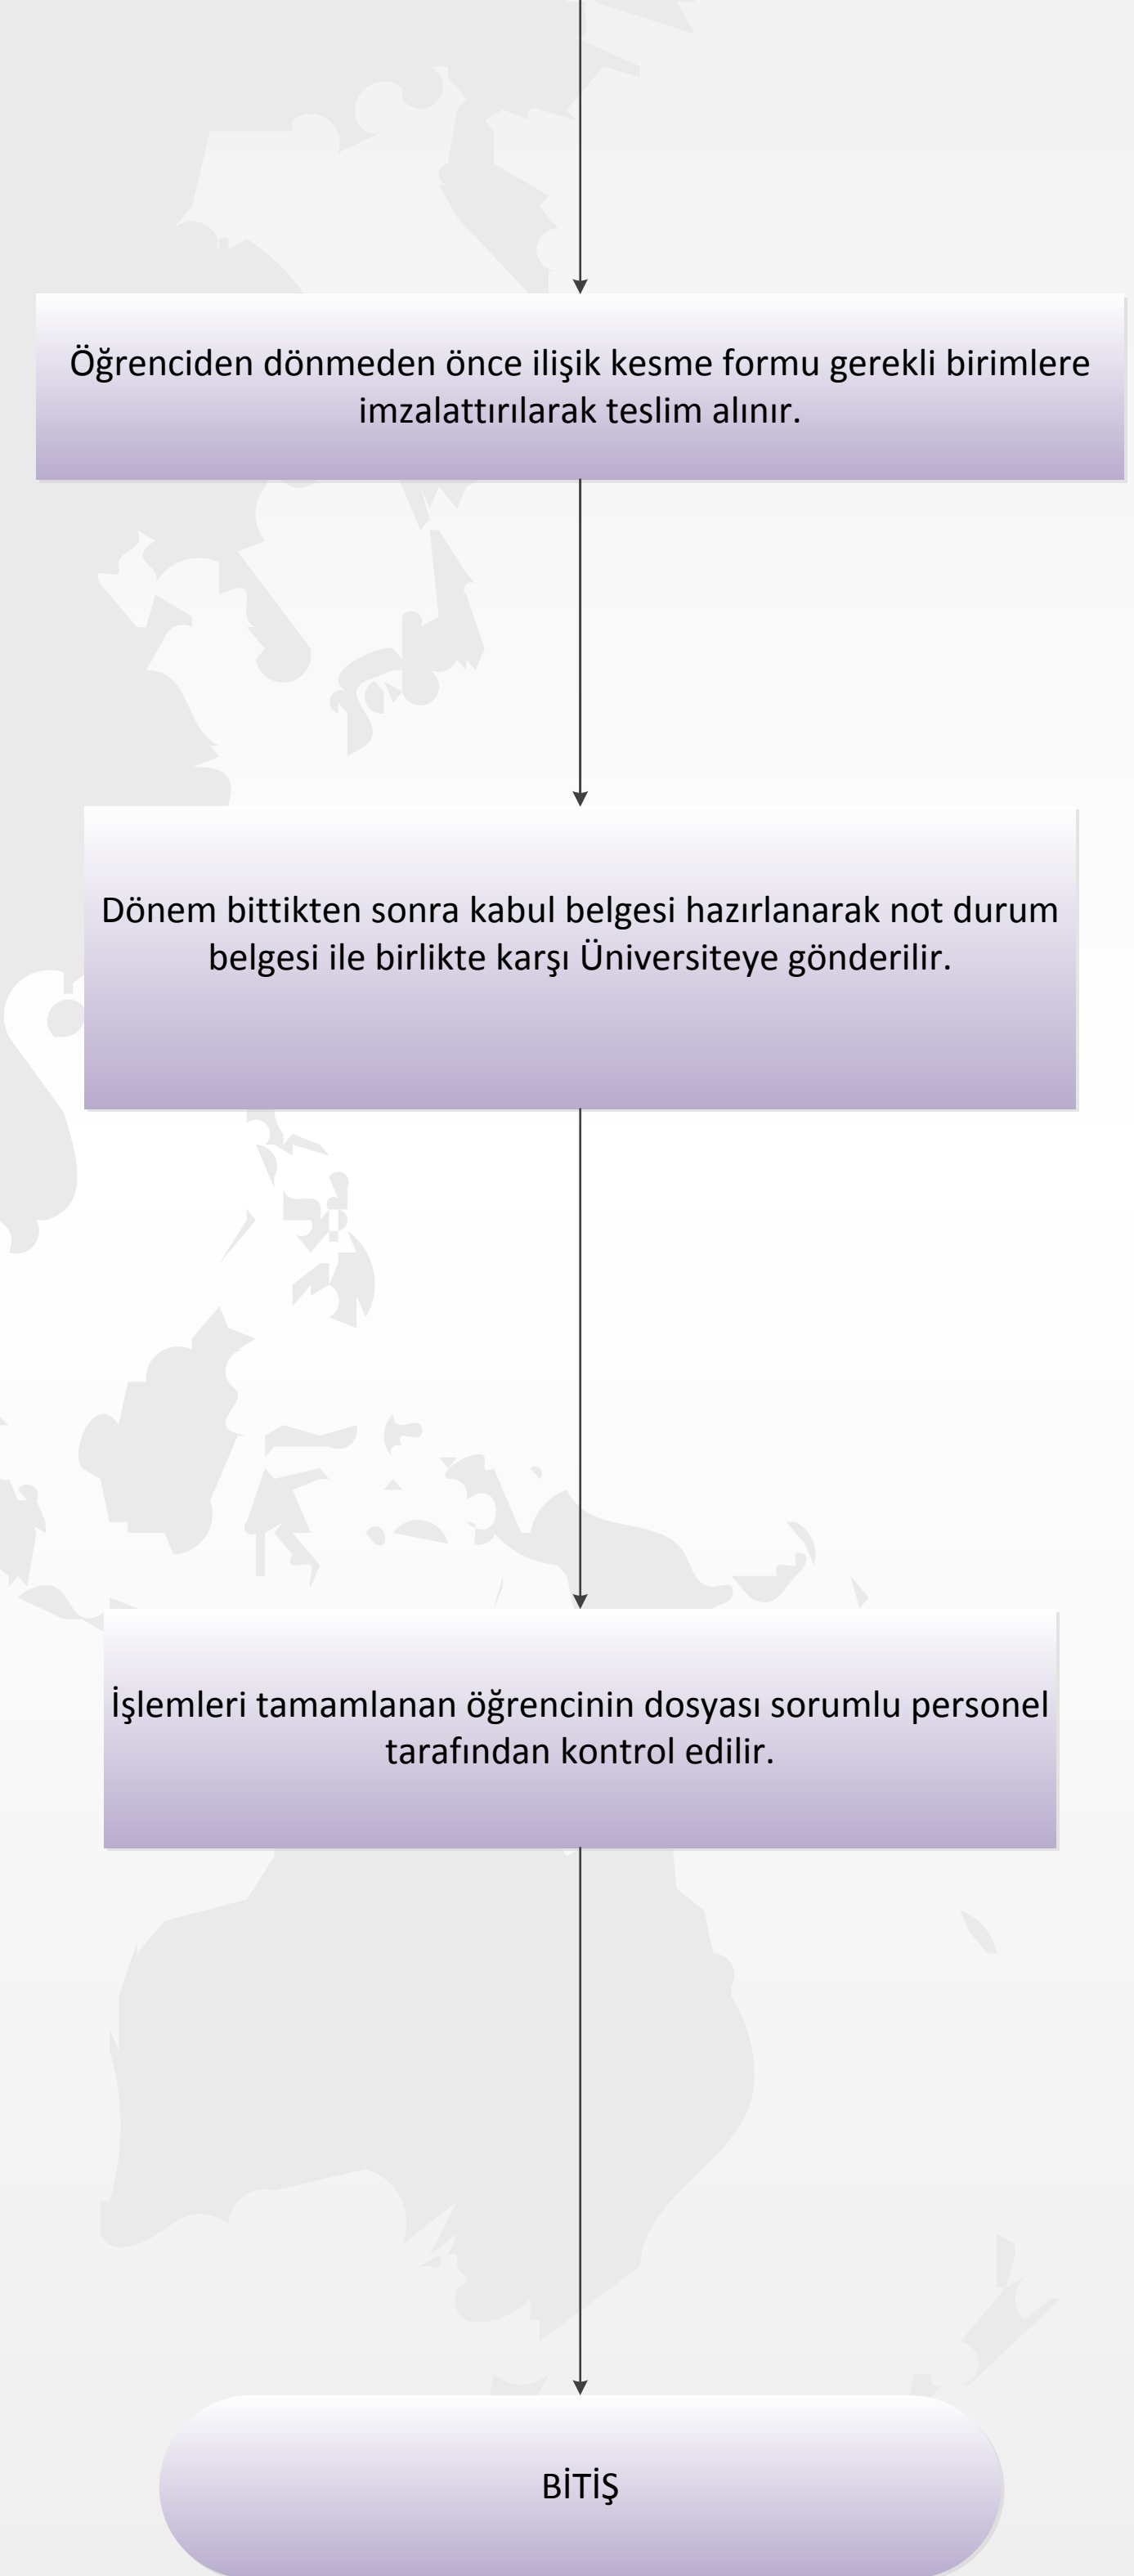 Öğrenciden dönmeden önce ilişik kesme formu gerekli birimlere
imzalattırılarak teslim alınır.
Dönem bittikten sonra kabul belgesi hazırlanarak not durum
belgesi ile birlikte karşı Üniversiteye gönderilir.
İşlemleri tamamlanan öğrencinin dosyası sorumlu personel
tarafından kontrol edilir.
BİTİŞ